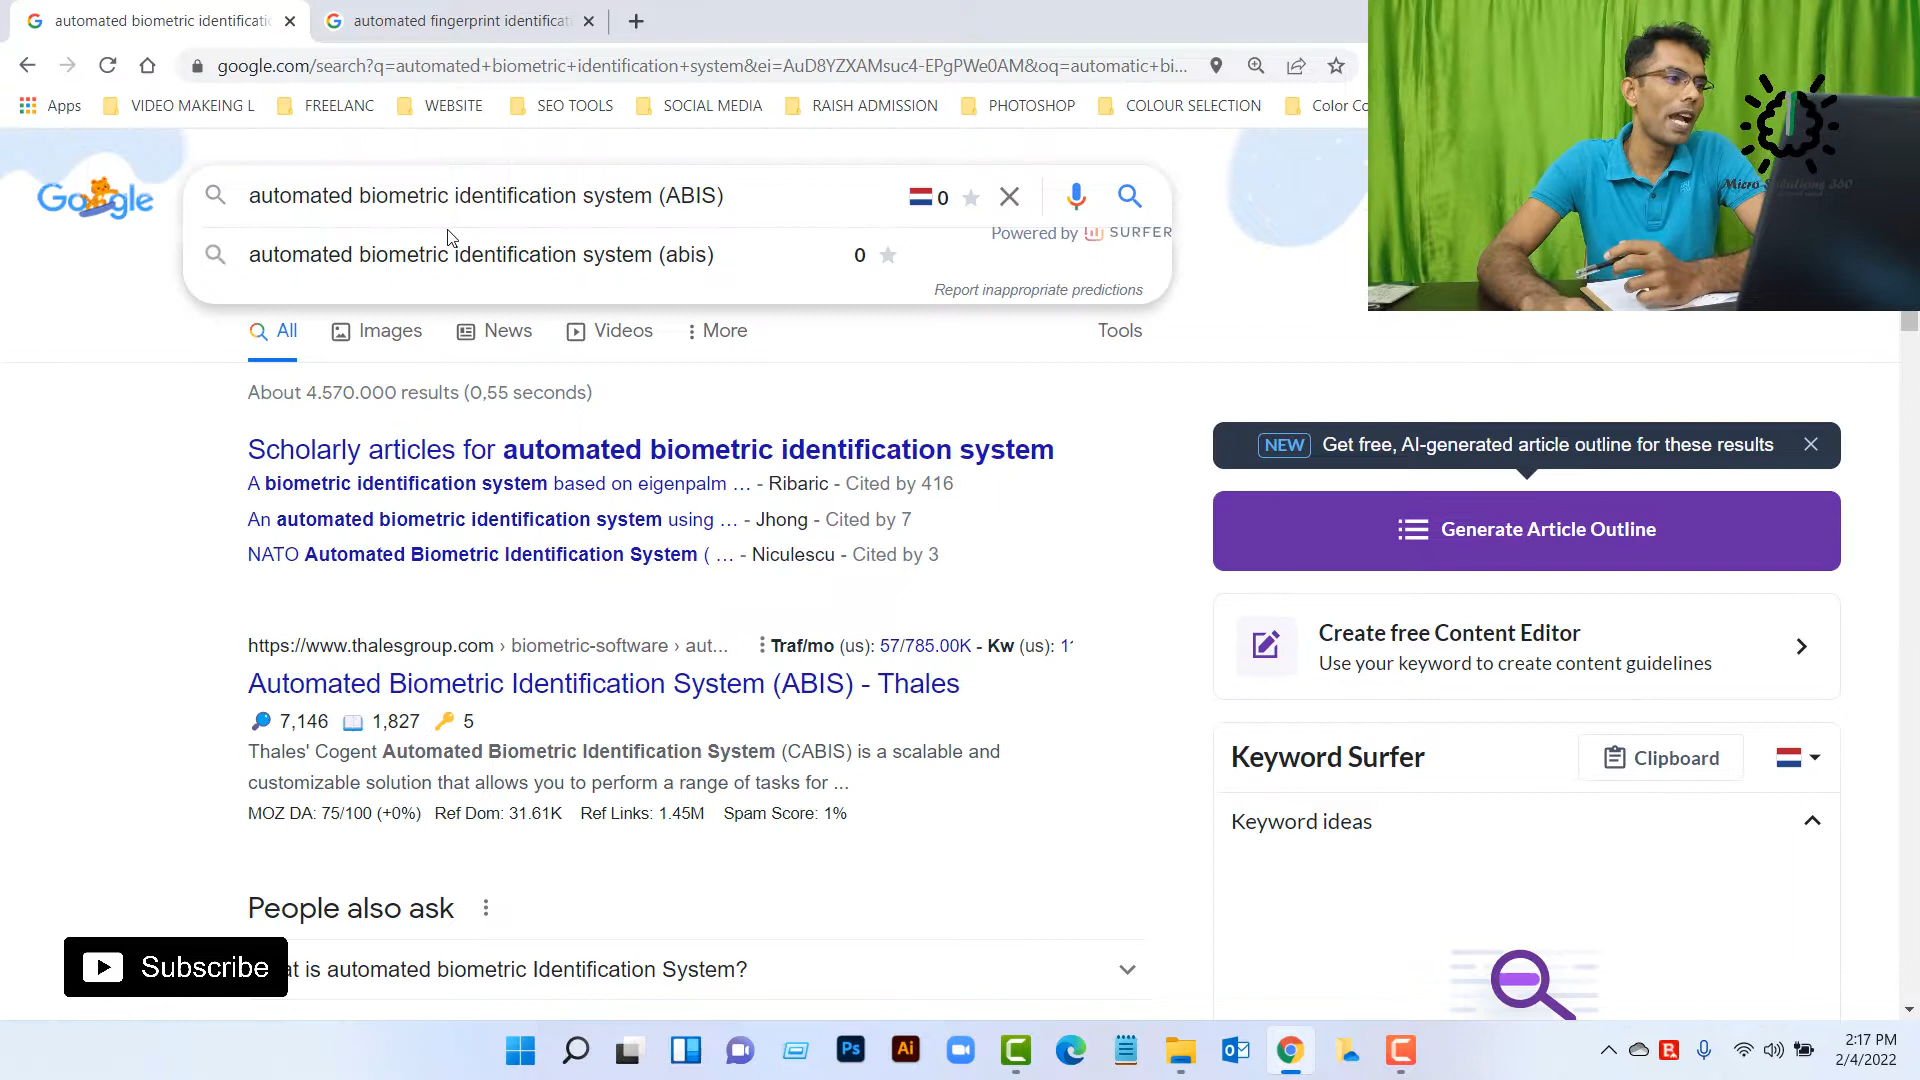 automated biometric identificatio
automated fingerprint identificat
google.com/search?q=automated+biometric+identification+system&ei=AuD8YZXAMsuc4-EPgPWe0AM&oq=automatic+bi...
Apps
VIDEO MAKEING L
FREELANC
WEBSITE
SEO TOOLS
SOCIAL MEDIA
RAISH ADMISSION
PHOTOSHOP
COLOUR SELECTION
Color Co
Micro Solutions 360
Google
automated biometric identification system (ABIS)
0
Powered by SURFER
automated biometric identification system (abis)
0
Report inappropriate predictions
All
Images
News
Videos
More
Tools
About 4.570.000 results (0,55 seconds)
Scholarly articles for automated biometric identification system
A biometric identification system based on eigenpalm … - Ribaric - Cited by 416
An automated biometric identification system using … - Jhong - Cited by 7
NATO Automated Biometric Identification System ( … - Niculescu - Cited by 3
https://www.thalesgroup.com › biometric-software › aut...
Traf/mo (us): 57/785.00K - Kw (us): 1
Automated Biometric Identification System (ABIS) - Thales
7,146 1,827 5
Thales' Cogent Automated Biometric Identification System (CABIS) is a scalable and
customizable solution that allows you to perform a range of tasks for ...
MOZ DA: 75/100 (+0%) Ref Dom: 31.61K Ref Links: 1.45M Spam Score: 1%
People also ask
at is automated biometric Identification System?
Subscribe
NEW Get free, AI-generated article outline for these results
Generate Article Outline
Create free Content Editor
Use your keyword to create content guidelines
Keyword Surfer
Clipboard
Keyword ideas
Ps
Ai
2:17 PM
2/4/2022